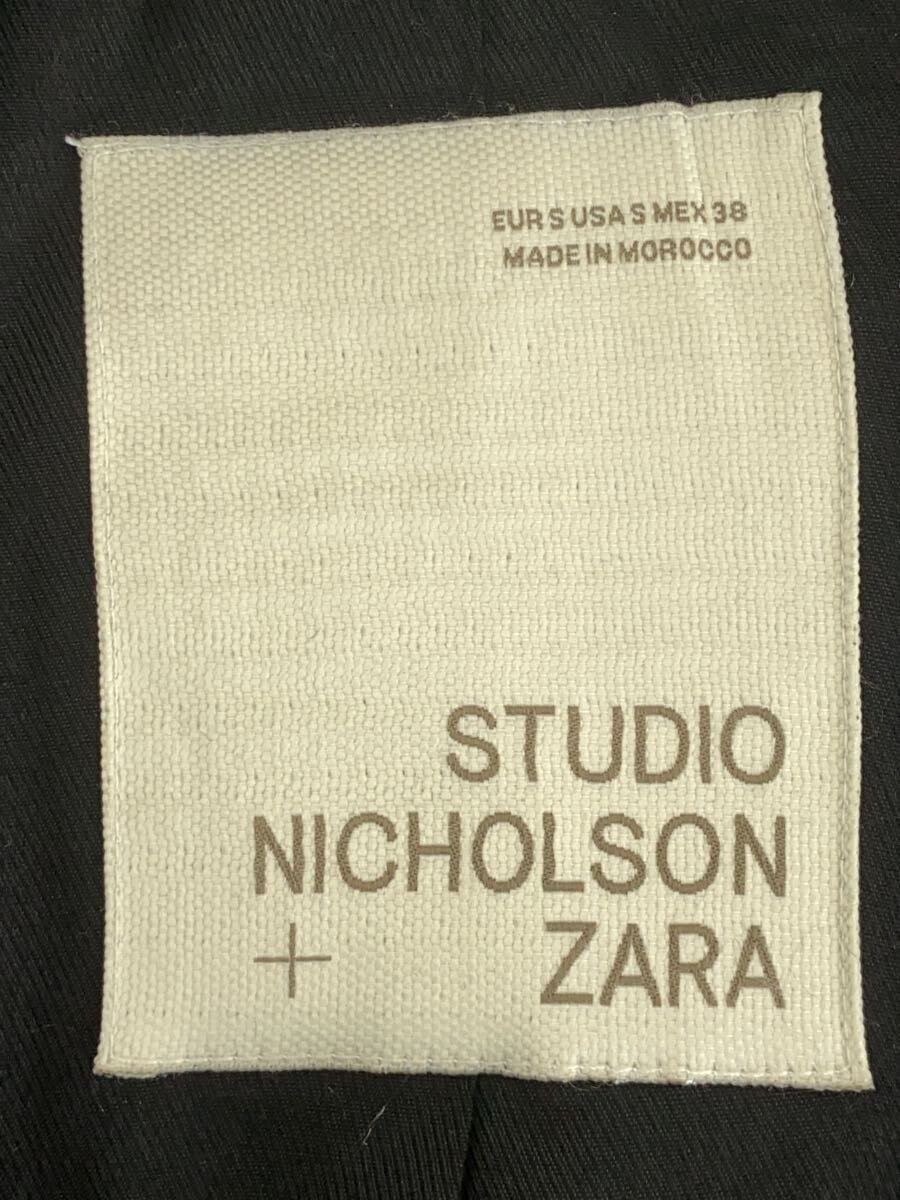 EUR S USA S MEX 38
MADE IN MOROCCO
STUDIO
NICHOLSON
+ ZARA